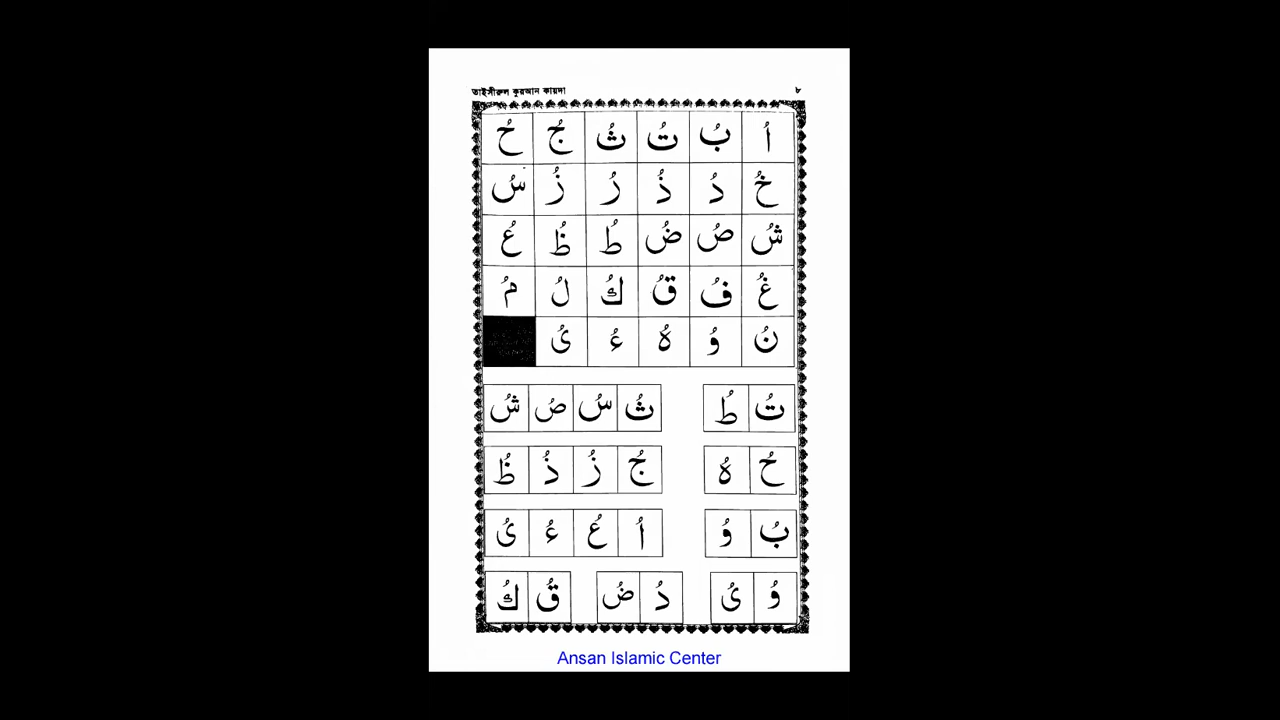 তাইসীরুল কুরআন কায়দা ৮
اُ بُ تُ ثُ جُ حُ
خُ دُ ذُ رُ زُ سُ
شُ صُ ضُ طُ ظُ عُ
غُ فُ قُ كُ لُ مُ
نُ وُ هُ ءُ ىُ
تُ طُ ثُ سُ صُ شُ
حُ هُ جُ زُ ذُ ظُ
بُ وُ اُ عُ ءُ ىُ
وُ ىُ دُ ضُ قُ كُ
Ansan Islamic Center